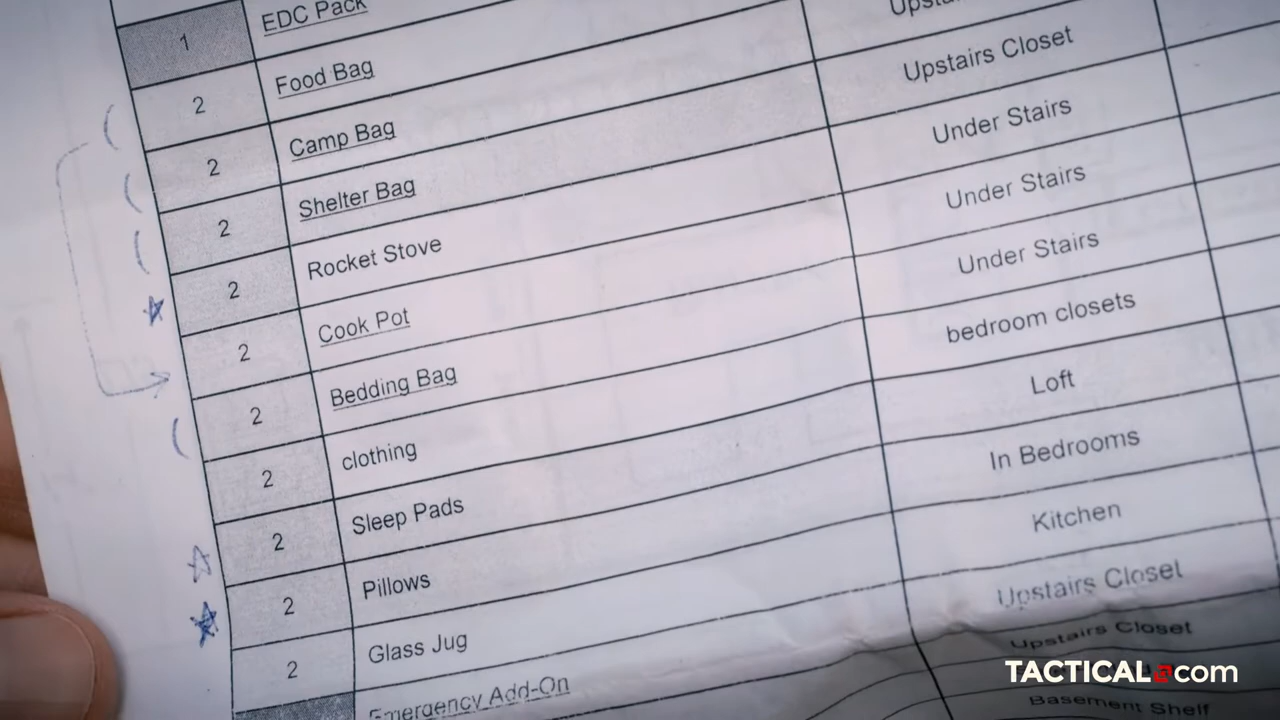 1 EDC Pack
2 Food Bag
2 Camp Bag
2 Shelter Bag Upstairs Closet
2 Rocket Stove Under Stairs
2 Cook Pot Under Stairs
2 Bedding Bag Under Stairs
2 clothing bedroom closets
2 Sleep Pads Loft
2 Pillows In Bedrooms
2 Glass Jug Kitchen
Emergency Add-On Upstairs Closet
Upstairs Closet
Basement Shelf
TACTICAL.com